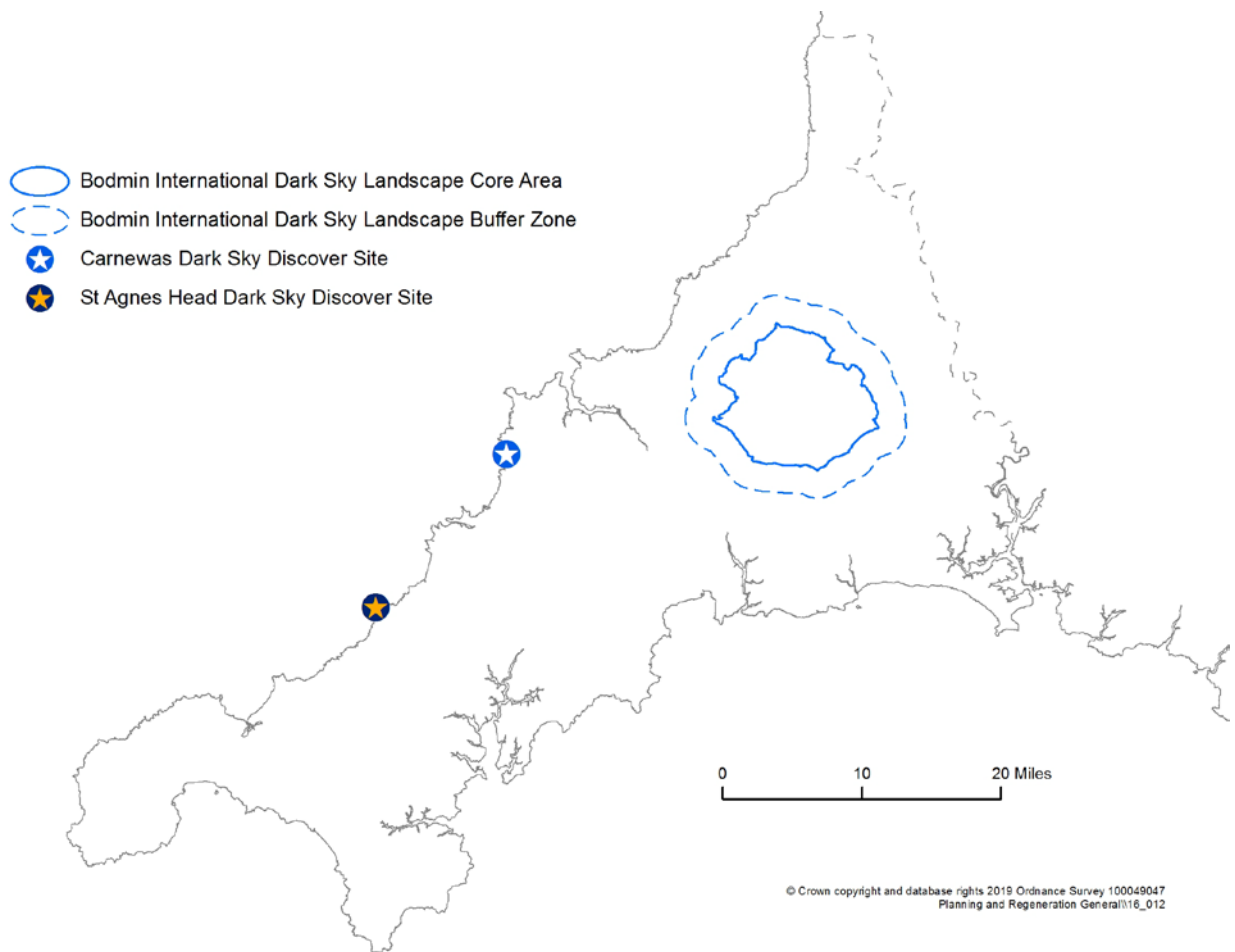 Bodmin International Dark Sky Landscape Core Area
Bodmin International Dark Sky Landscape Buffer Zone
Carnewas Dark Sky Discover Site
St Agnes Head Dark Sky Discover Site
0 10 20 Miles
© Crown copyright and database rights 2019 Ordnance Survey 100049047
Planning and Regeneration General\\16_012